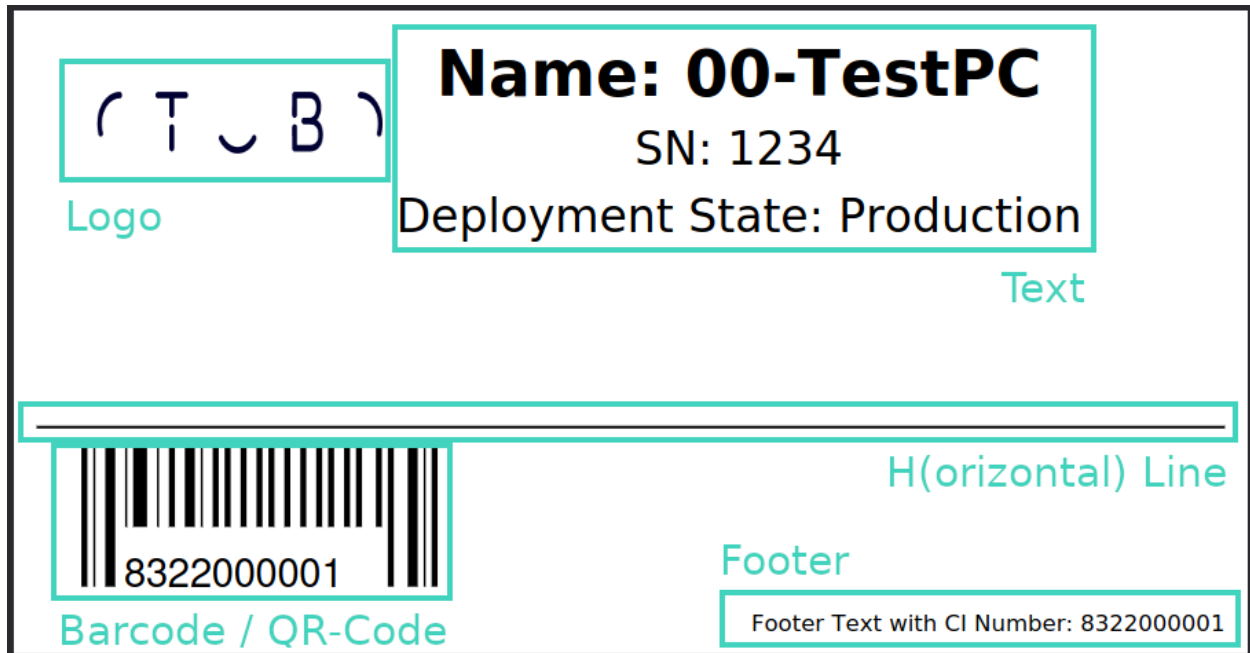 ( T ‿ B )
Name: 00-TestPC
SN: 1234
Deployment State: Production
Logo
Text
H(orizontal) Line
8322000001
Barcode / QR-Code
Footer
Footer Text with CI Number: 8322000001